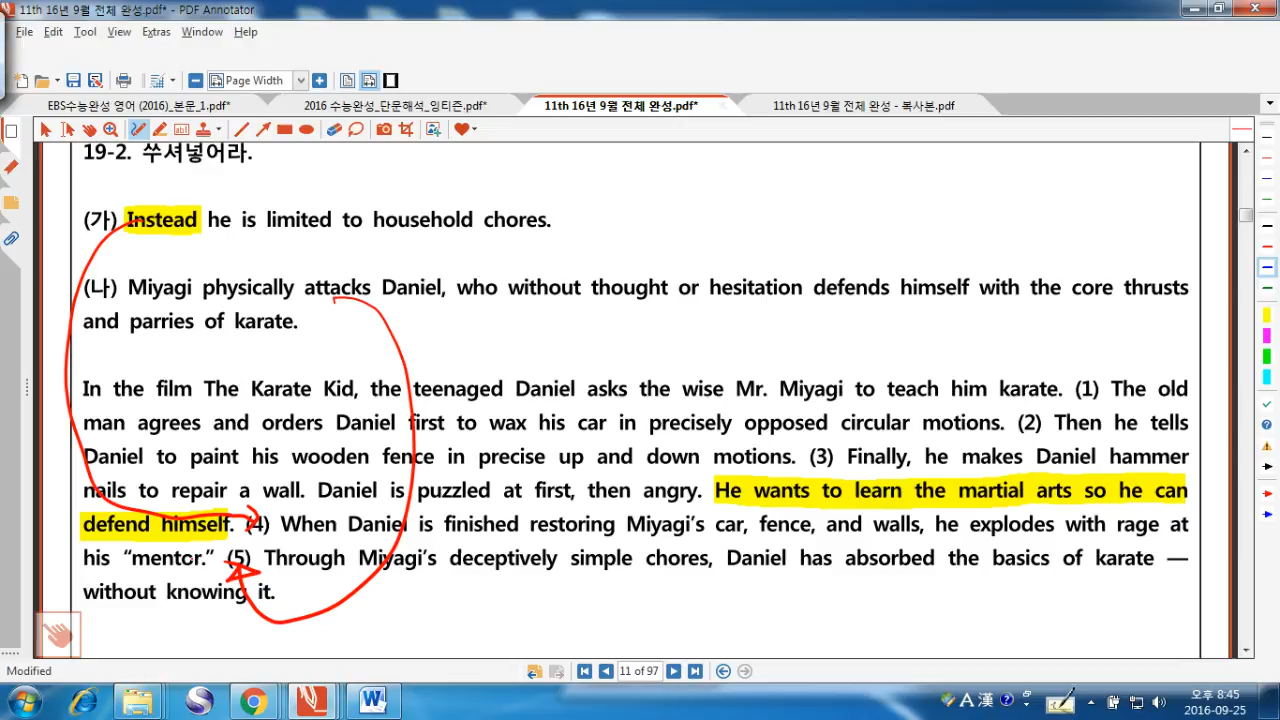 11th 16년 9월 전체 완성.pdf* - PDF Annotator
File Edit Tool View Extras Window Help
Page Width
EBS수능완성 영어 (2016)_본문_1.pdf*
2016 수능완성_단문해석_잉티즌.pdf*
11th 16년 9월 전체 완성.pdf*
11th 16년 9월 전체 완성 - 복사본.pdf
19-2. 쑤셔넣어라.
(가) Instead he is limited to household chores.
(나) Miyagi physically attacks Daniel, who without thought or hesitation defends himself with the core thrusts
and parries of karate.
In the film The Karate Kid, the teenaged Daniel asks the wise Mr. Miyagi to teach him karate. (1) The old
man agrees and orders Daniel first to wax his car in precisely opposed circular motions. (2) Then he tells
Daniel to paint his wooden fence in precise up and down motions. (3) Finally, he makes Daniel hammer
nails to repair a wall. Daniel is puzzled at first, then angry. He wants to learn the martial arts so he can
defend himself. (4) When Daniel is finished restoring Miyagi’s car, fence, and walls, he explodes with rage at
his “mentor.” (5) Through Miyagi’s deceptively simple chores, Daniel has absorbed the basics of karate —
without knowing it.
Modified
11 of 97
A 漢
오후 8:45
2016-09-25